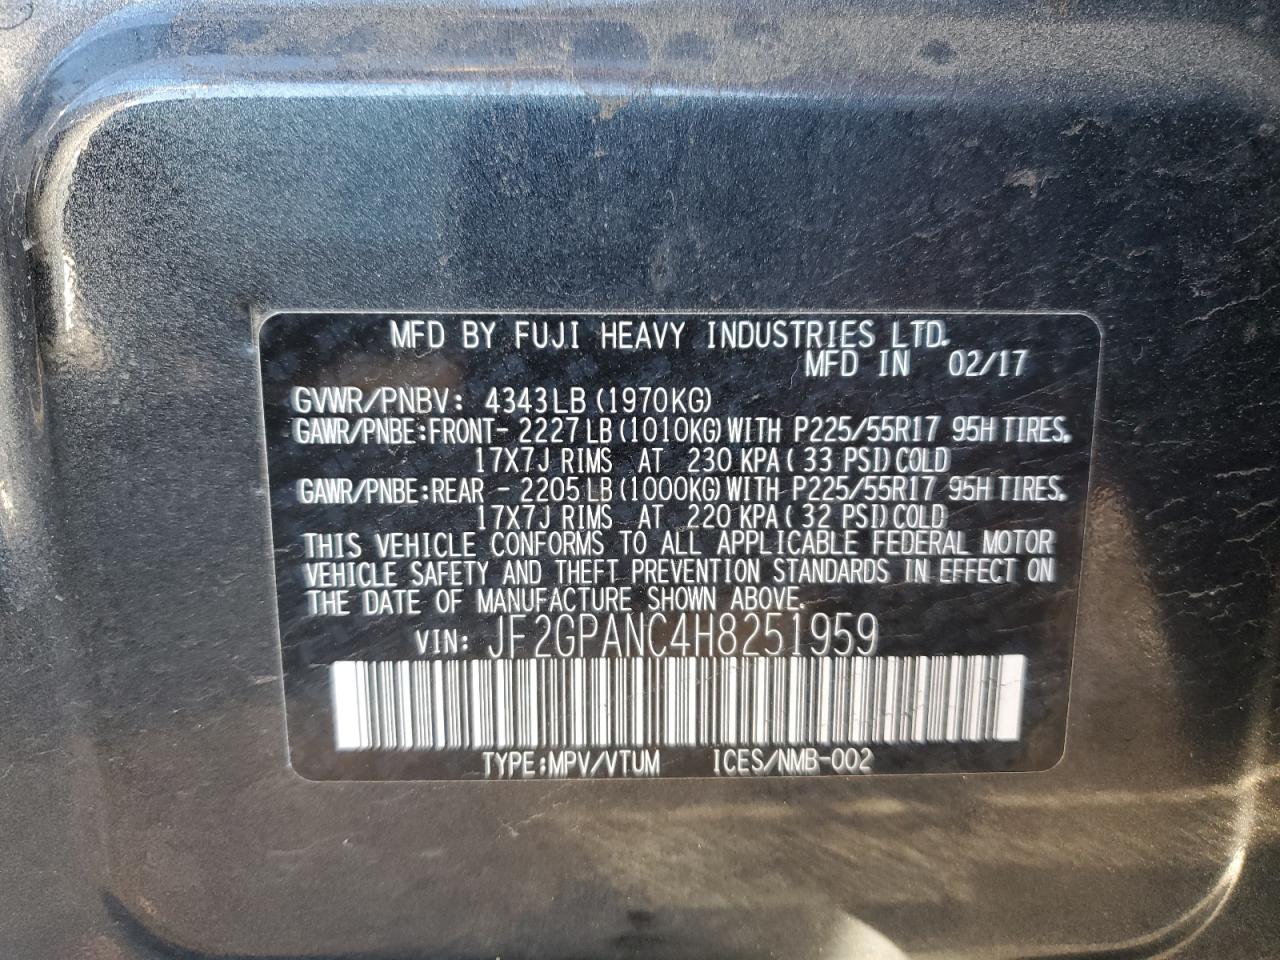 MFD BY FUJI HEAVY INDUSTRIES LTD.
MFD IN 02/17
GVWR/PNBV: 4343LB (1970KG)
GAWR/PNBE:FRONT- 2227LB(1010KG)WITH P225/55R17 95H TIRES,
17X7J RIMS AT 230 KPA(33 PSI)COLD
GAWR/PNBE:REAR - 2205LB(1000KG)WITH P225/55R17 95H TIRES,
17X7J RIMS AT 220 KPA(32 PSI)COLD
THIS VEHICLE CONFORMS TO ALL APPLICABLE FEDERAL MOTOR
VEHICLE SAFETY AND THEFT PREVENTION STANDARDS IN EFFECT ON
THE DATE OF MANUFACTURE SHOWN ABOVE.
VIN: JF2GPANC4H8251959
TYPE:MPV/VTUM ICES/NMB-002